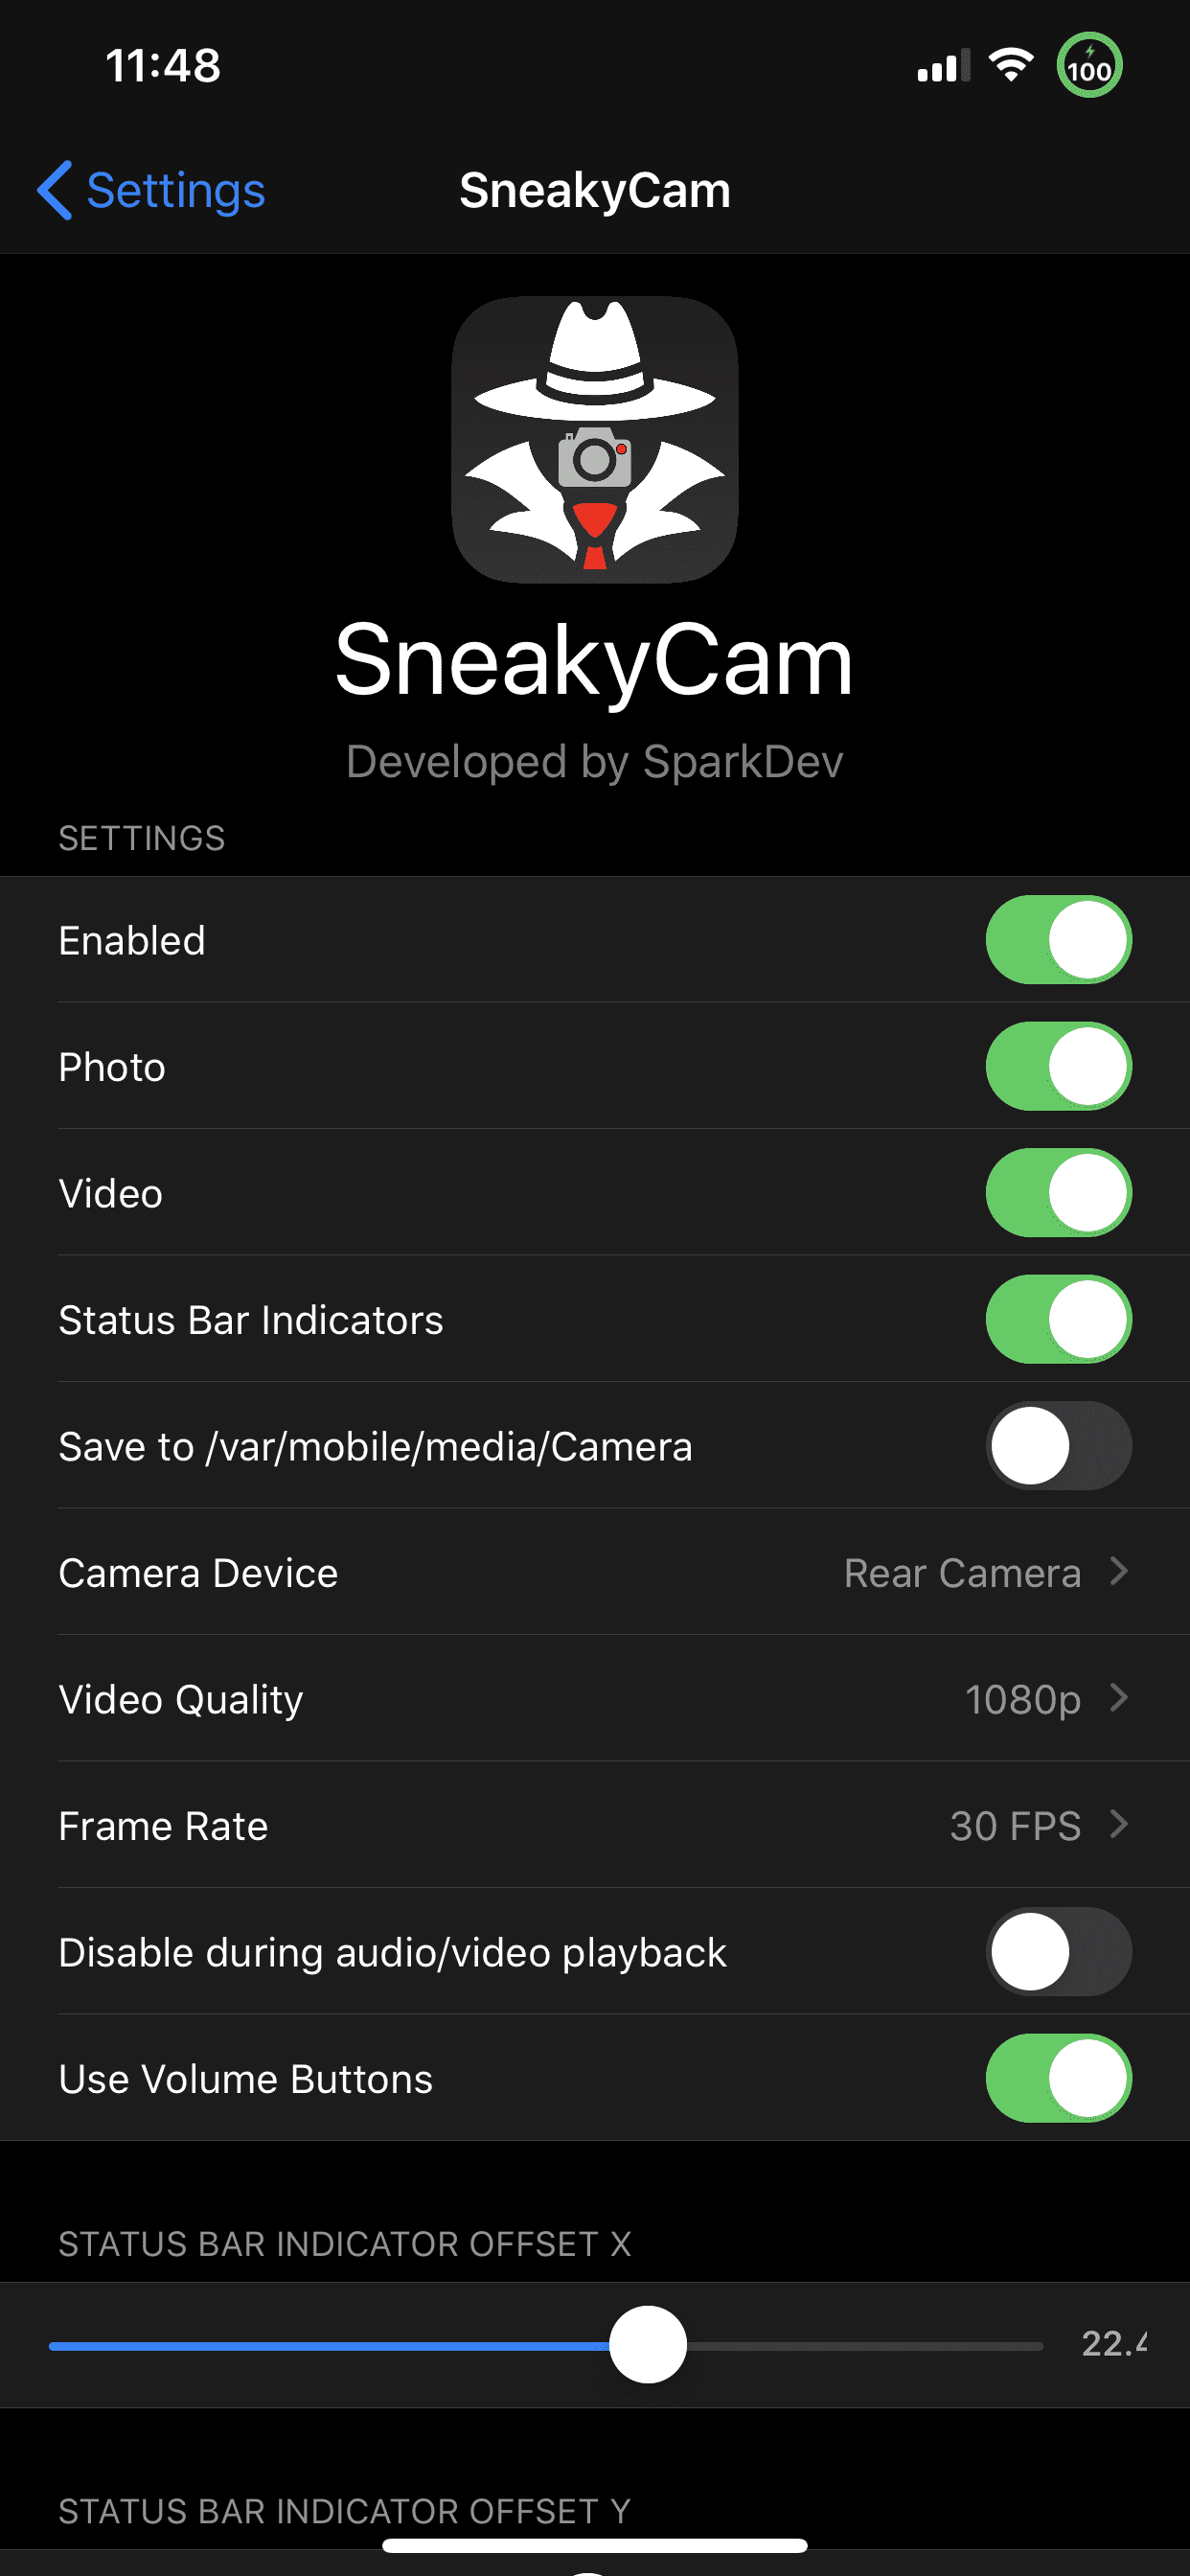 11:48
100
Settings
SneakyCam
SneakyCam
Developed by SparkDev
SETTINGS
Enabled
Photo
Video
Status Bar Indicators
Save to /var/mobile/media/Camera
Camera Device Rear Camera
Video Quality 1080p
Frame Rate 30 FPS
Disable during audio/video playback
Use Volume Buttons
STATUS BAR INDICATOR OFFSET X
22.4
STATUS BAR INDICATOR OFFSET Y